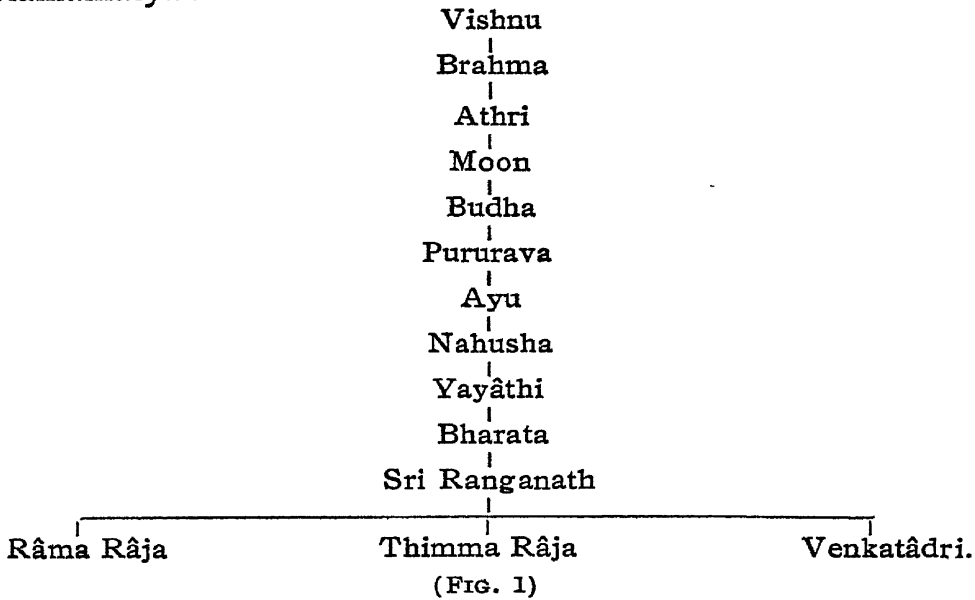 Vishnu
Brahma
Athri
Moon
Budha
Pururava
Ayu
Nahusha
Yayâthi
Bharata
Sri Ranganath
Râma Râja Thimma Râja Venkatâdri.
(FIG. 1)